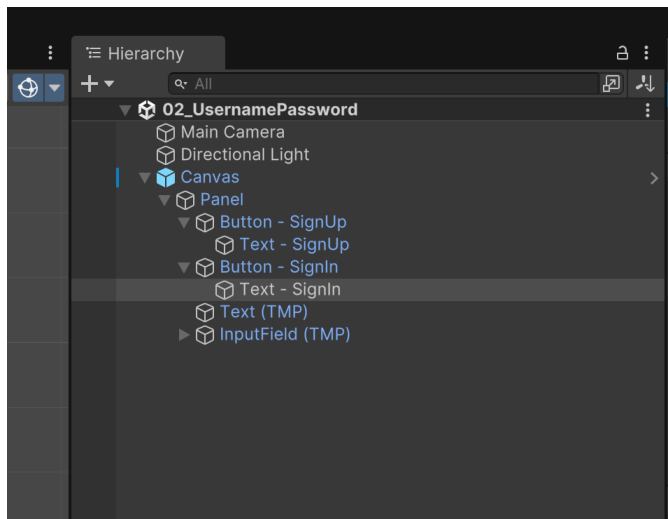 Hierarchy
All
02_UsernamePassword
Main Camera
Directional Light
Canvas
Panel
Button - SignUp
Text - SignUp
Button - SignIn
Text - SignIn
Text (TMP)
InputField (TMP)